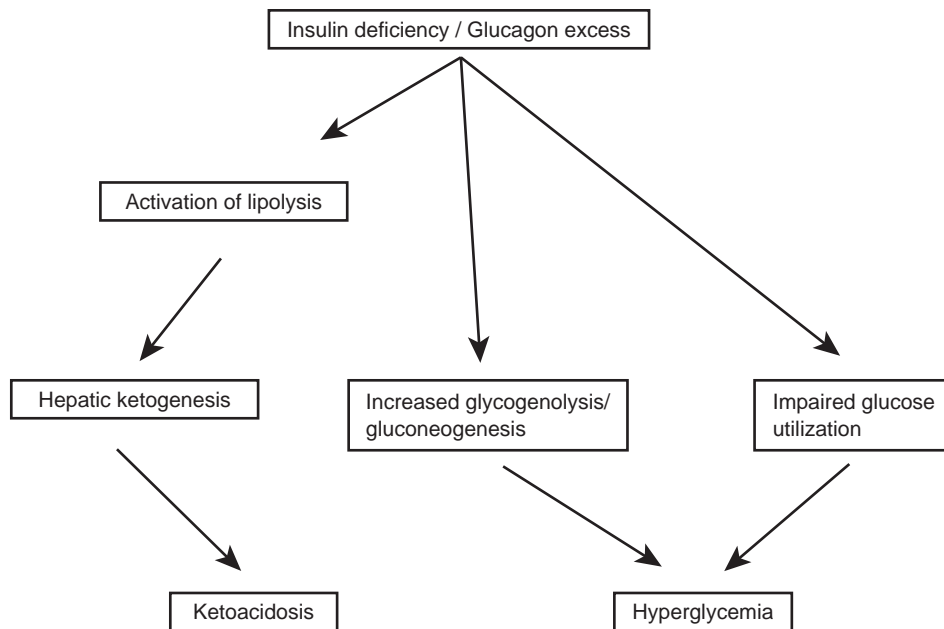 Insulin deficiency / Glucagon excess
Activation of lipolysis
Hepatic ketogenesis
Increased glycogenolysis/
gluconeogenesis
Impaired glucose
utilization
Ketoacidosis
Hyperglycemia